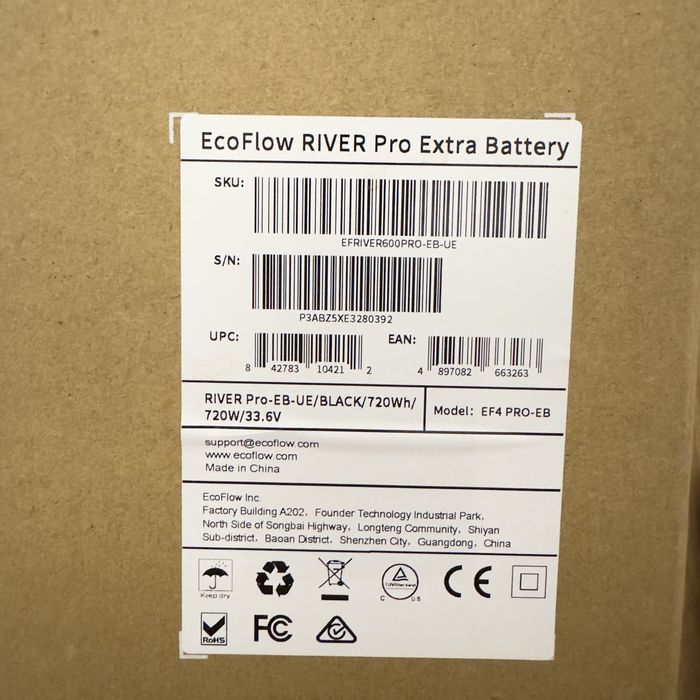 EcoFlow RIVER Pro Extra Battery
SKU:
EFRIVER600PRO-EB-UE
S/N:
P3ABZ5XE3280392
UPC:
8 42783 10421 2
EAN:
4 897082 663263
RIVER Pro-EB-UE/BLACK/720Wh/
720W/33.6V
Model: EF4 PRO-EB
support@ecoflow.com
www.ecoflow.com
Made in China
EcoFlow Inc.
Factory Building A202, Founder Technology Industrial Park,
North Side of Songbai Highway, Longteng Community, Shiyan
Sub-district, Baoan District, Shenzhen City, Guangdong, China
Keep dry
C US
CE
RoHS
FC